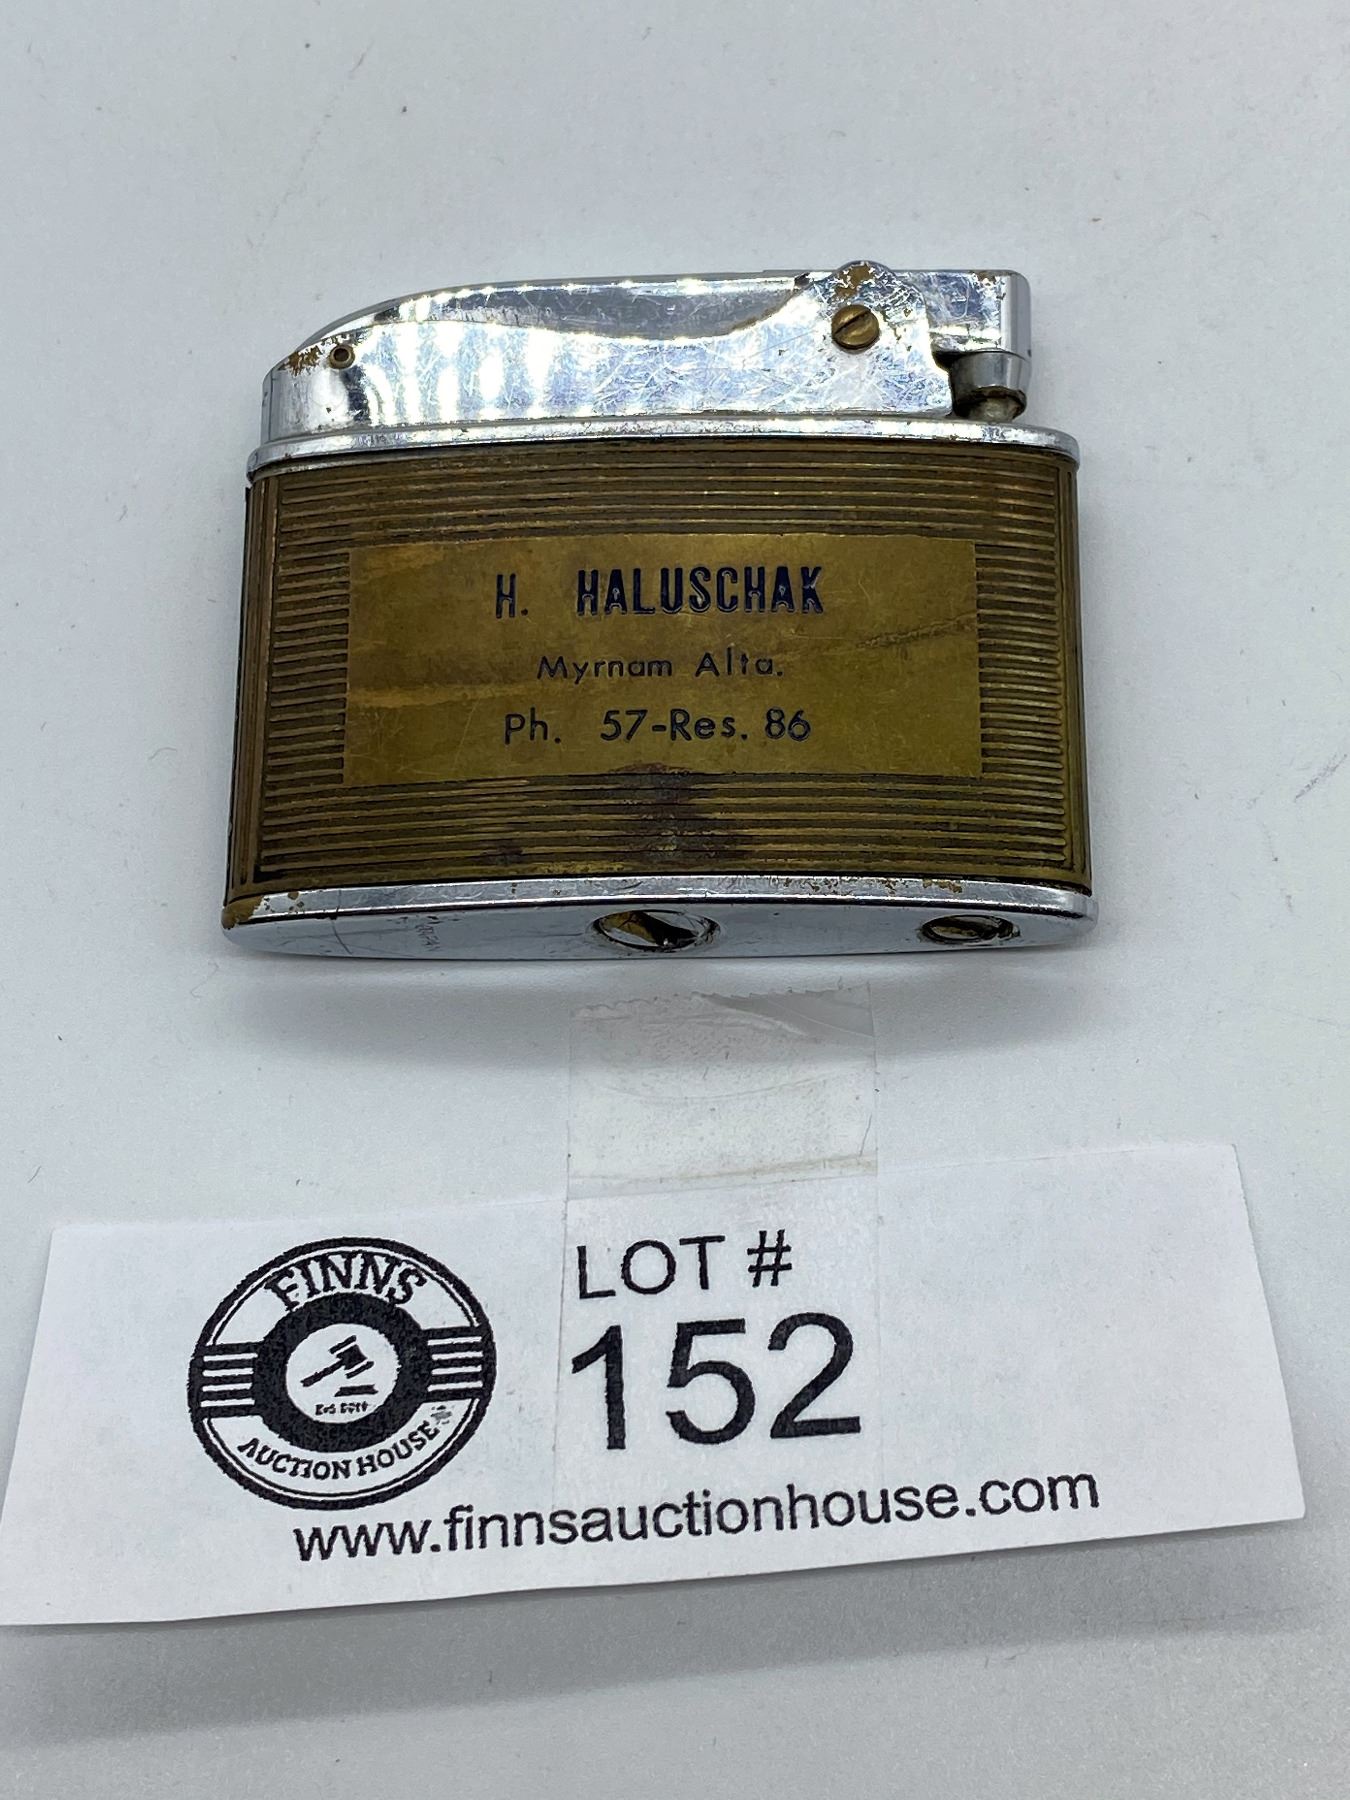 H. HALUSCHAK
Myrnam Alta.
Ph. 57-Res. 86
FINNS
AUCTION HOUSE
LOT #
152
www.finnsauctionhouse.com